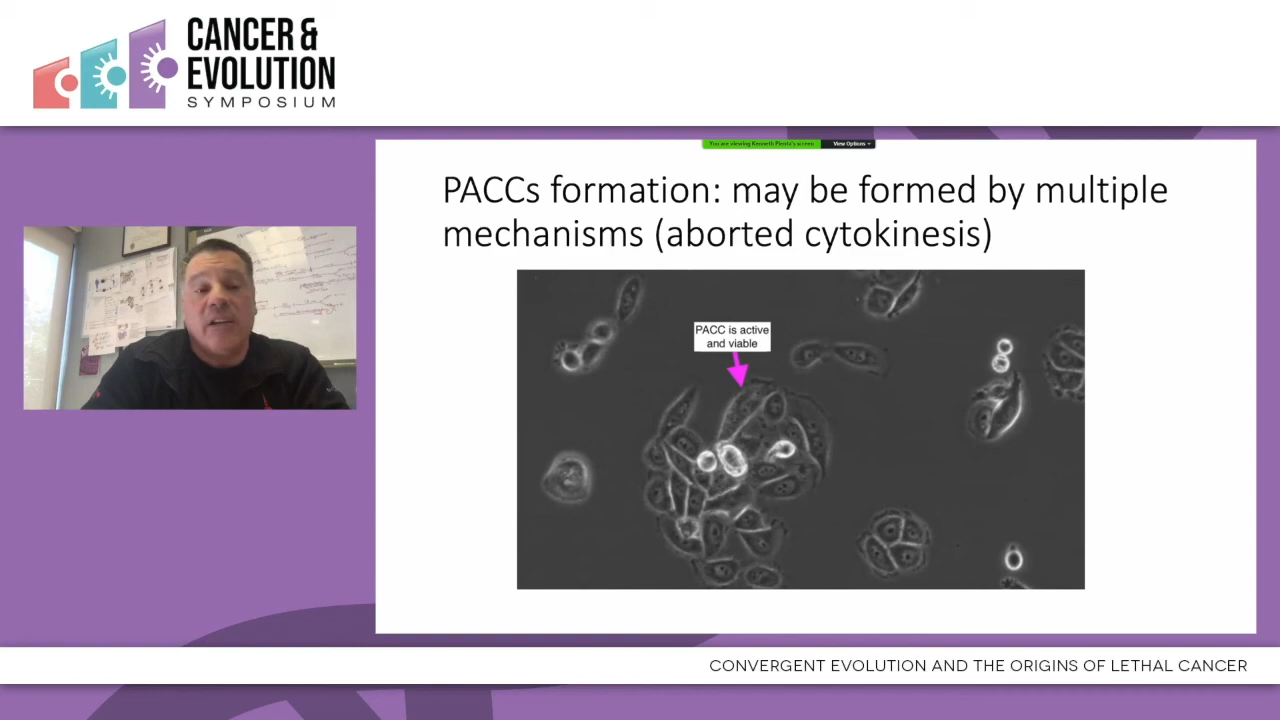 CANCER &
EVOLUTION
SYMPOSIUM
You are viewing Kenneth Pienta's screen
View Options
PACCs formation: may be formed by multiple
mechanisms (aborted cytokinesis)
PACC is active
and viable
CONVERGENT EVOLUTION AND THE ORIGINS OF LETHAL CANCER